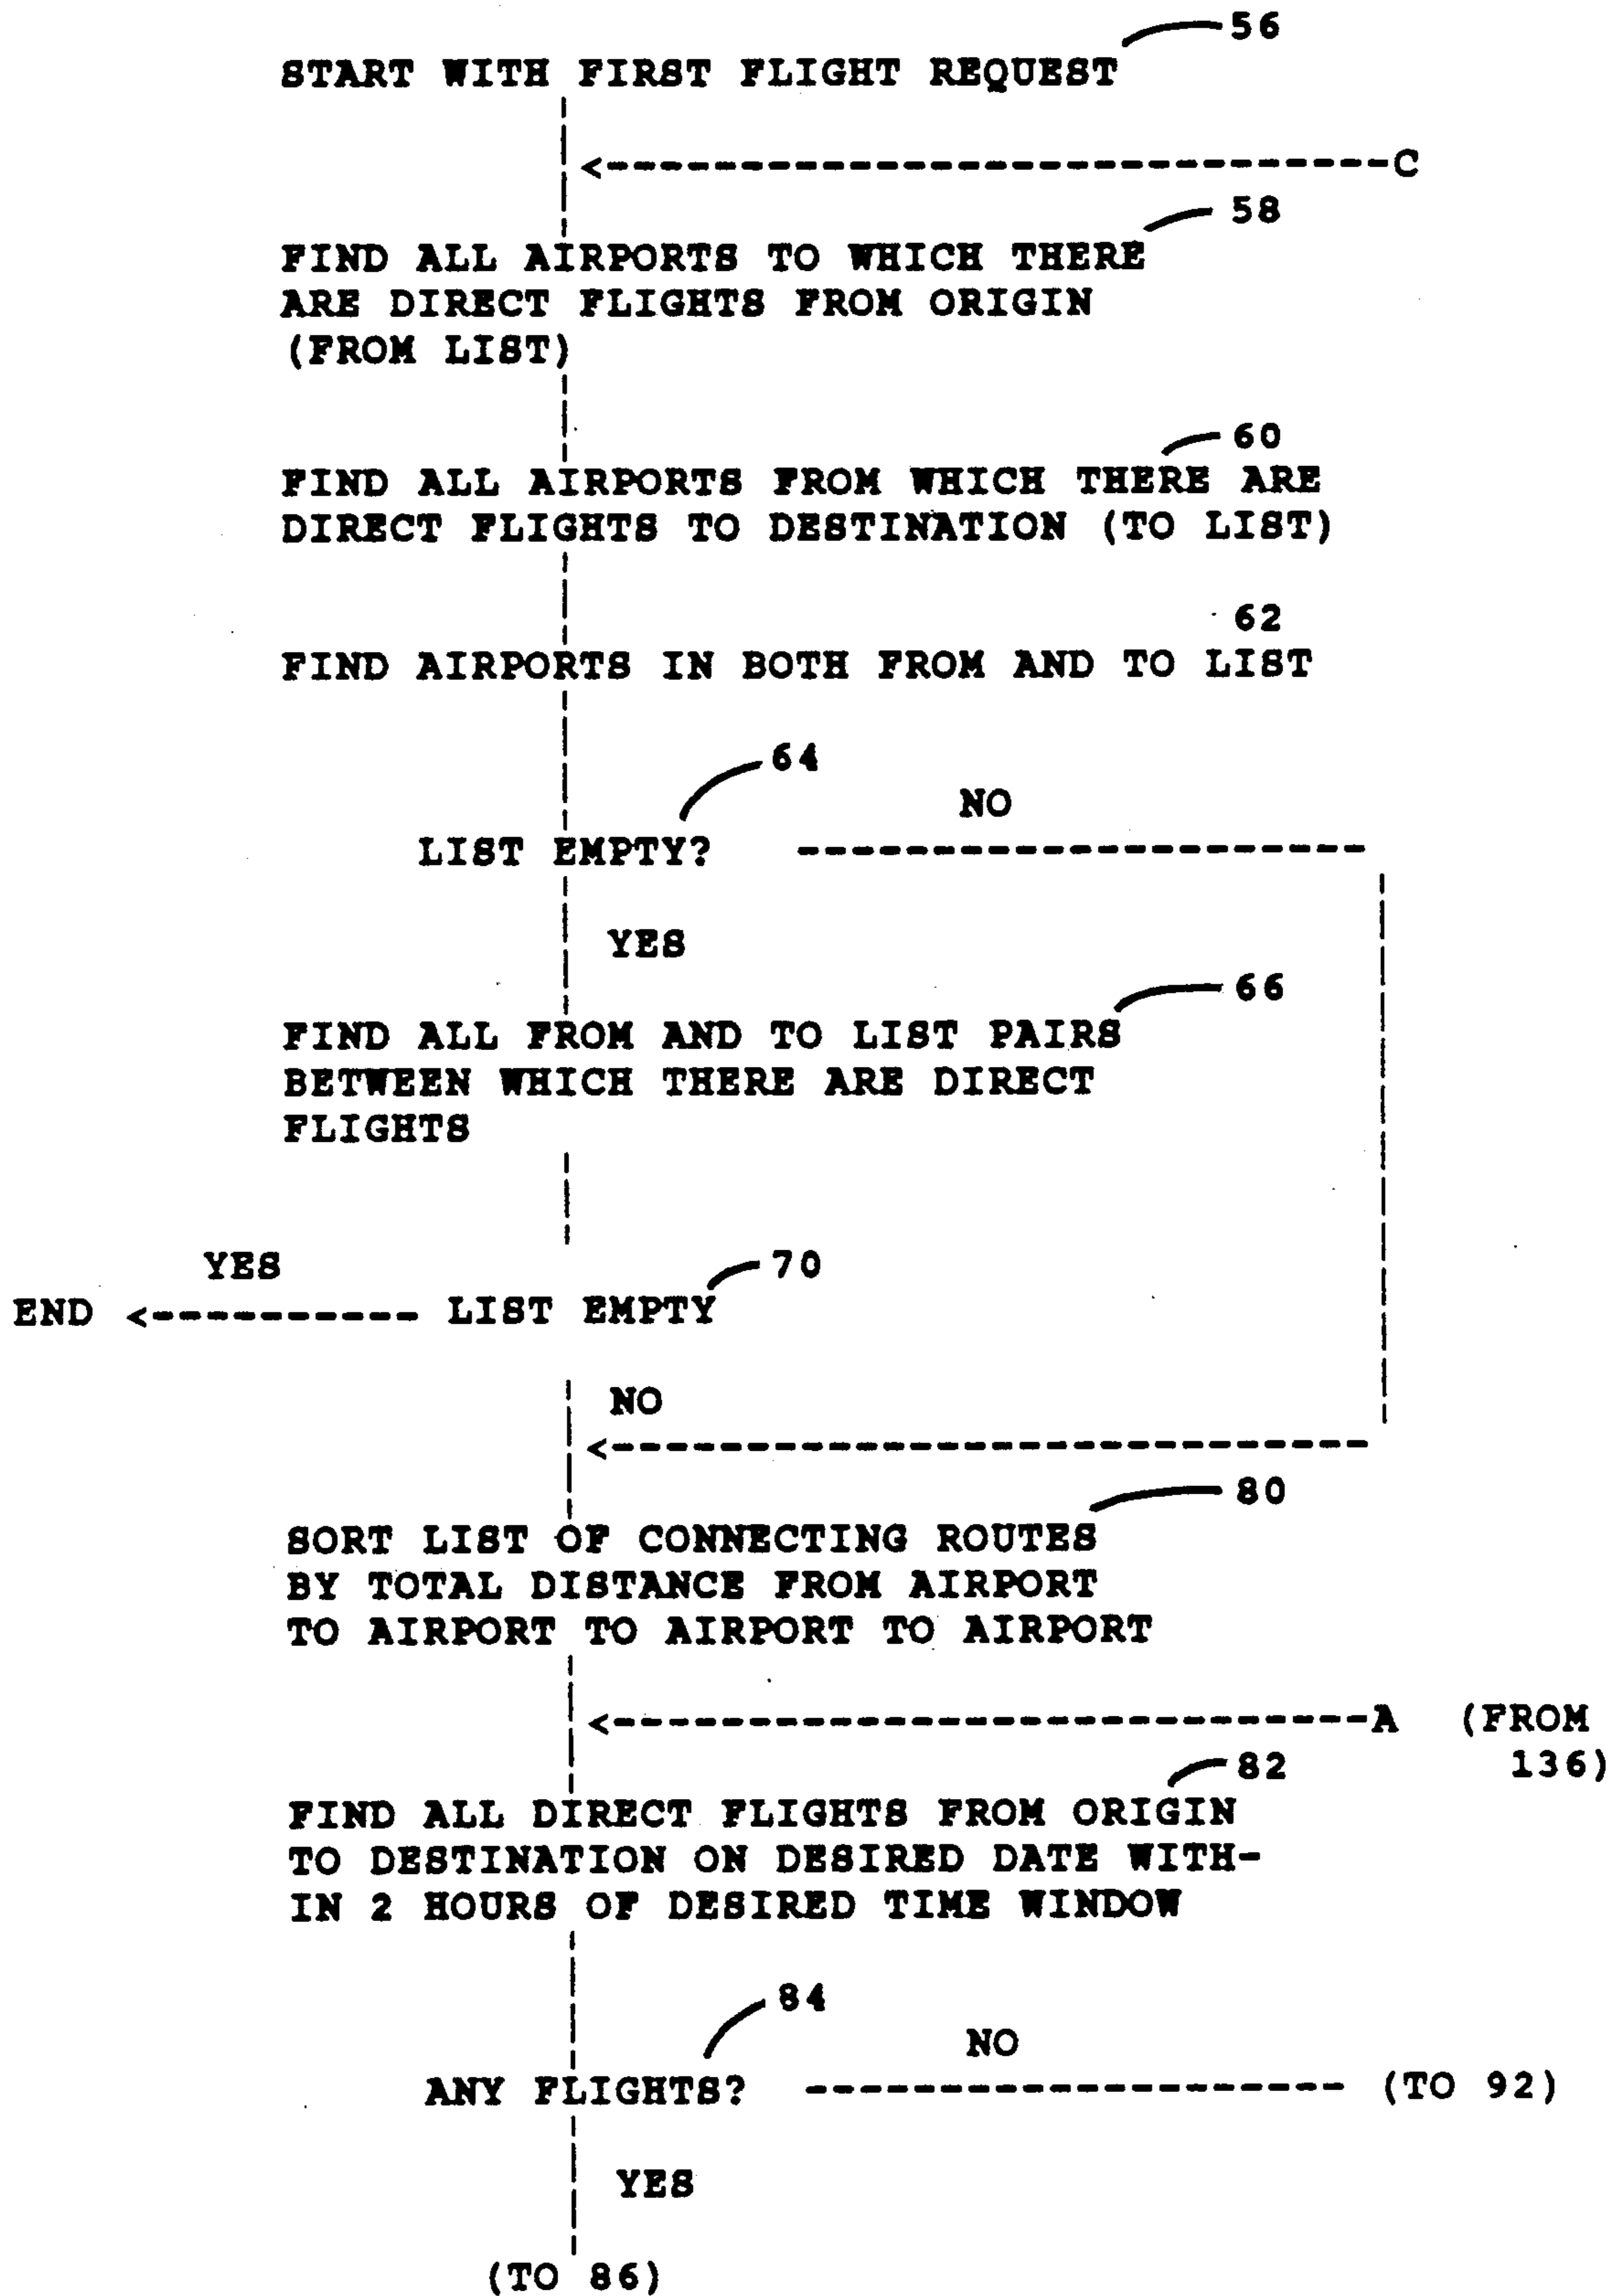 56
START WITH FIRST FLIGHT REQUEST
<------------------------------C
58
FIND ALL AIRPORTS TO WHICH THERE
ARE DIRECT FLIGHTS FROM ORIGIN
(FROM LIST)
60
FIND ALL AIRPORTS FROM WHICH THERE ARE
DIRECT FLIGHTS TO DESTINATION (TO LIST)
62
FIND AIRPORTS IN BOTH FROM AND TO LIST
64
NO
LIST EMPTY? ---------------------
YES
66
FIND ALL FROM AND TO LIST PAIRS
BETWEEN WHICH THERE ARE DIRECT
FLIGHTS
YES
70
END <----------- LIST EMPTY
NO
<-----------------------------
80
SORT LIST OF CONNECTING ROUTES
BY TOTAL DISTANCE FROM AIRPORT
TO AIRPORT TO AIRPORT TO AIRPORT
<-----------------------------A (FROM
82 136)
FIND ALL DIRECT FLIGHTS FROM ORIGIN
TO DESTINATION ON DESIRED DATE WITH-
IN 2 HOURS OF DESIRED TIME WINDOW
84
NO
ANY FLIGHTS? -------------------- (TO 92)
YES
(TO 86)